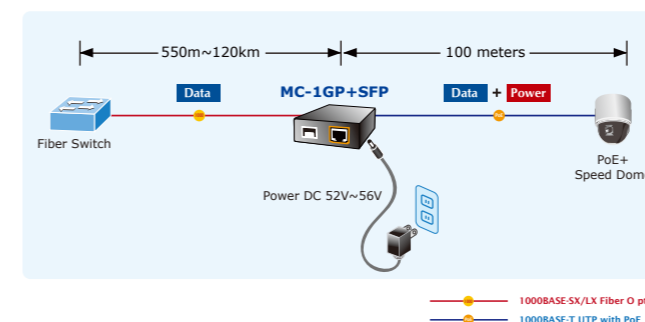 550m~120km
100 meters
Data
MC-1GP+SFP
Data + Power
Fiber Switch
PoE+
Speed Dome
Power DC 52V~56V
1000BASE-SX/LX Fiber O
1000BASE-T UTP with PoE